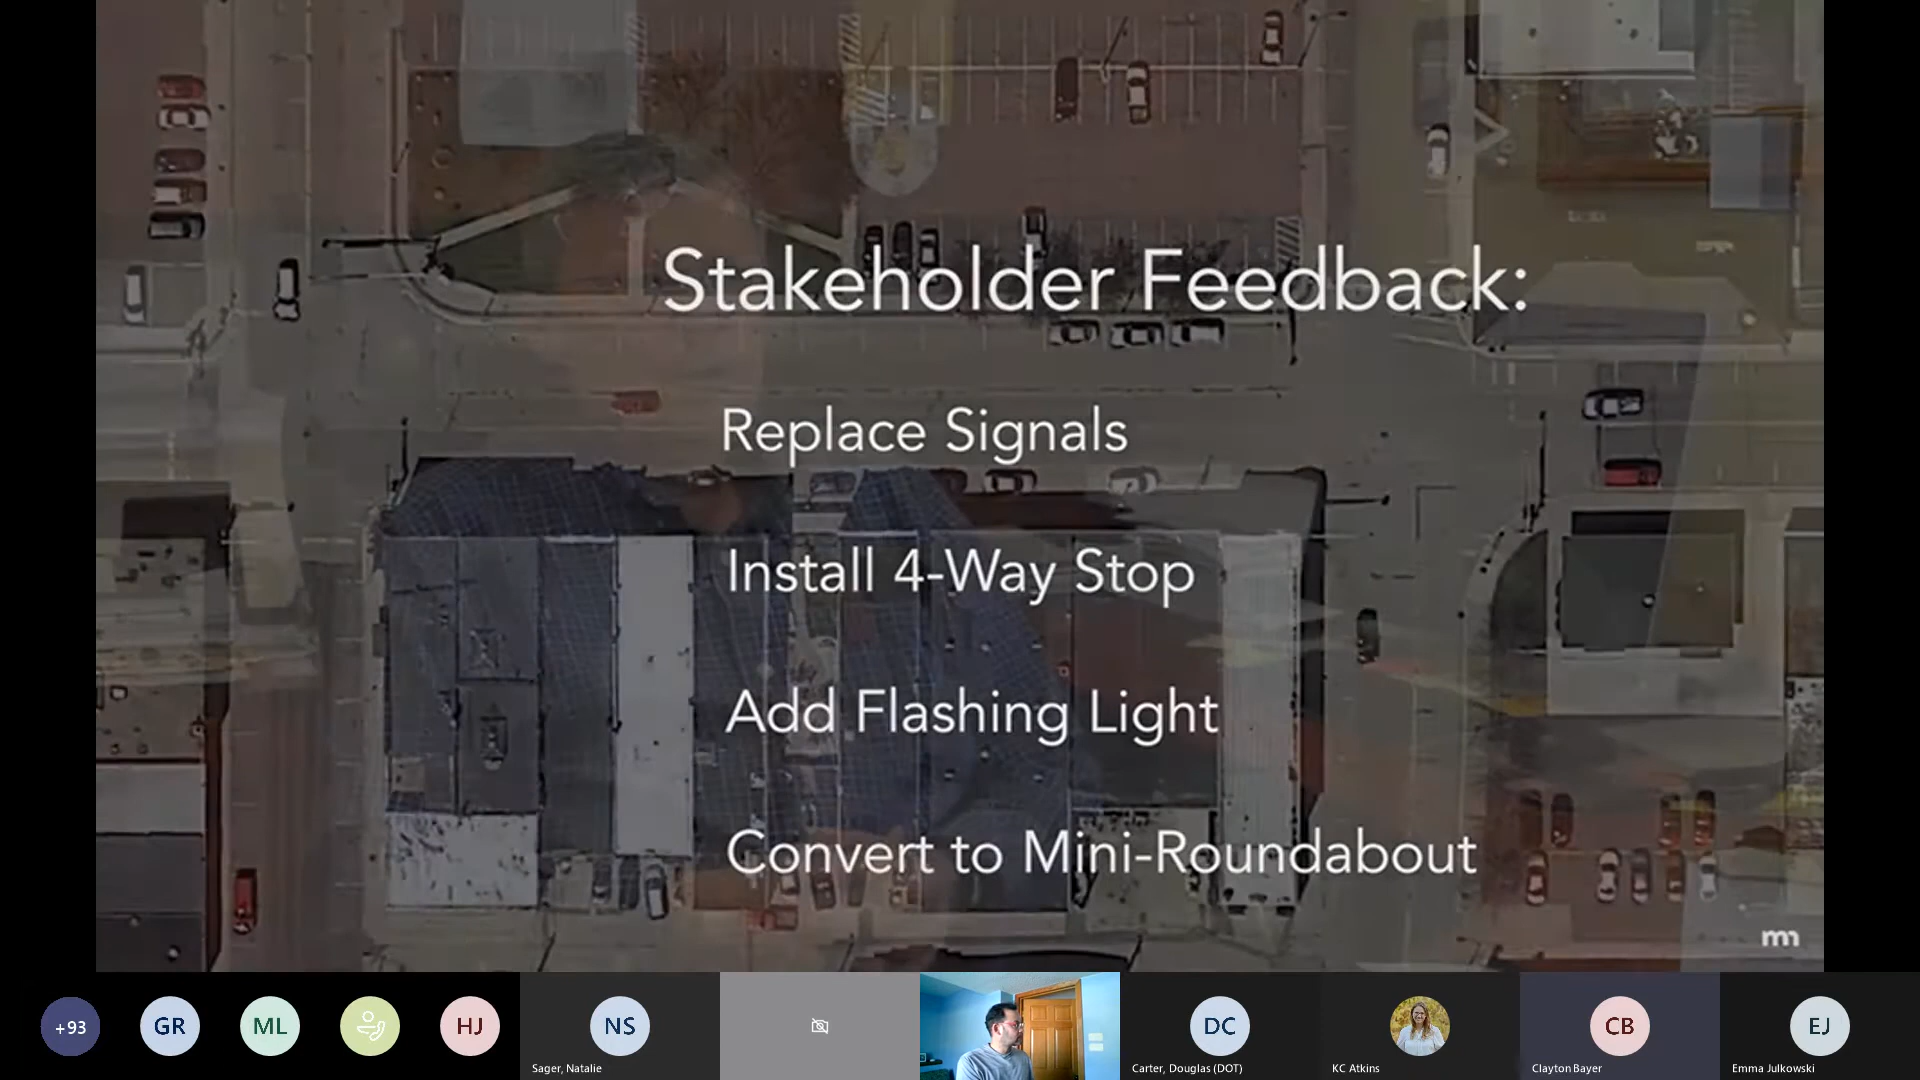 Stakeholder Feedback:
Replace Signals
Install 4-Way Stop
Add Flashing Light
Convert to Mini-Roundabout
mn
+93
GR
ML
HJ
NS
Sager, Natalie
DC
Carter, Douglas (DOT)
KC Atkins
CB
Clayton Bayer
EJ
Emma Julkowski